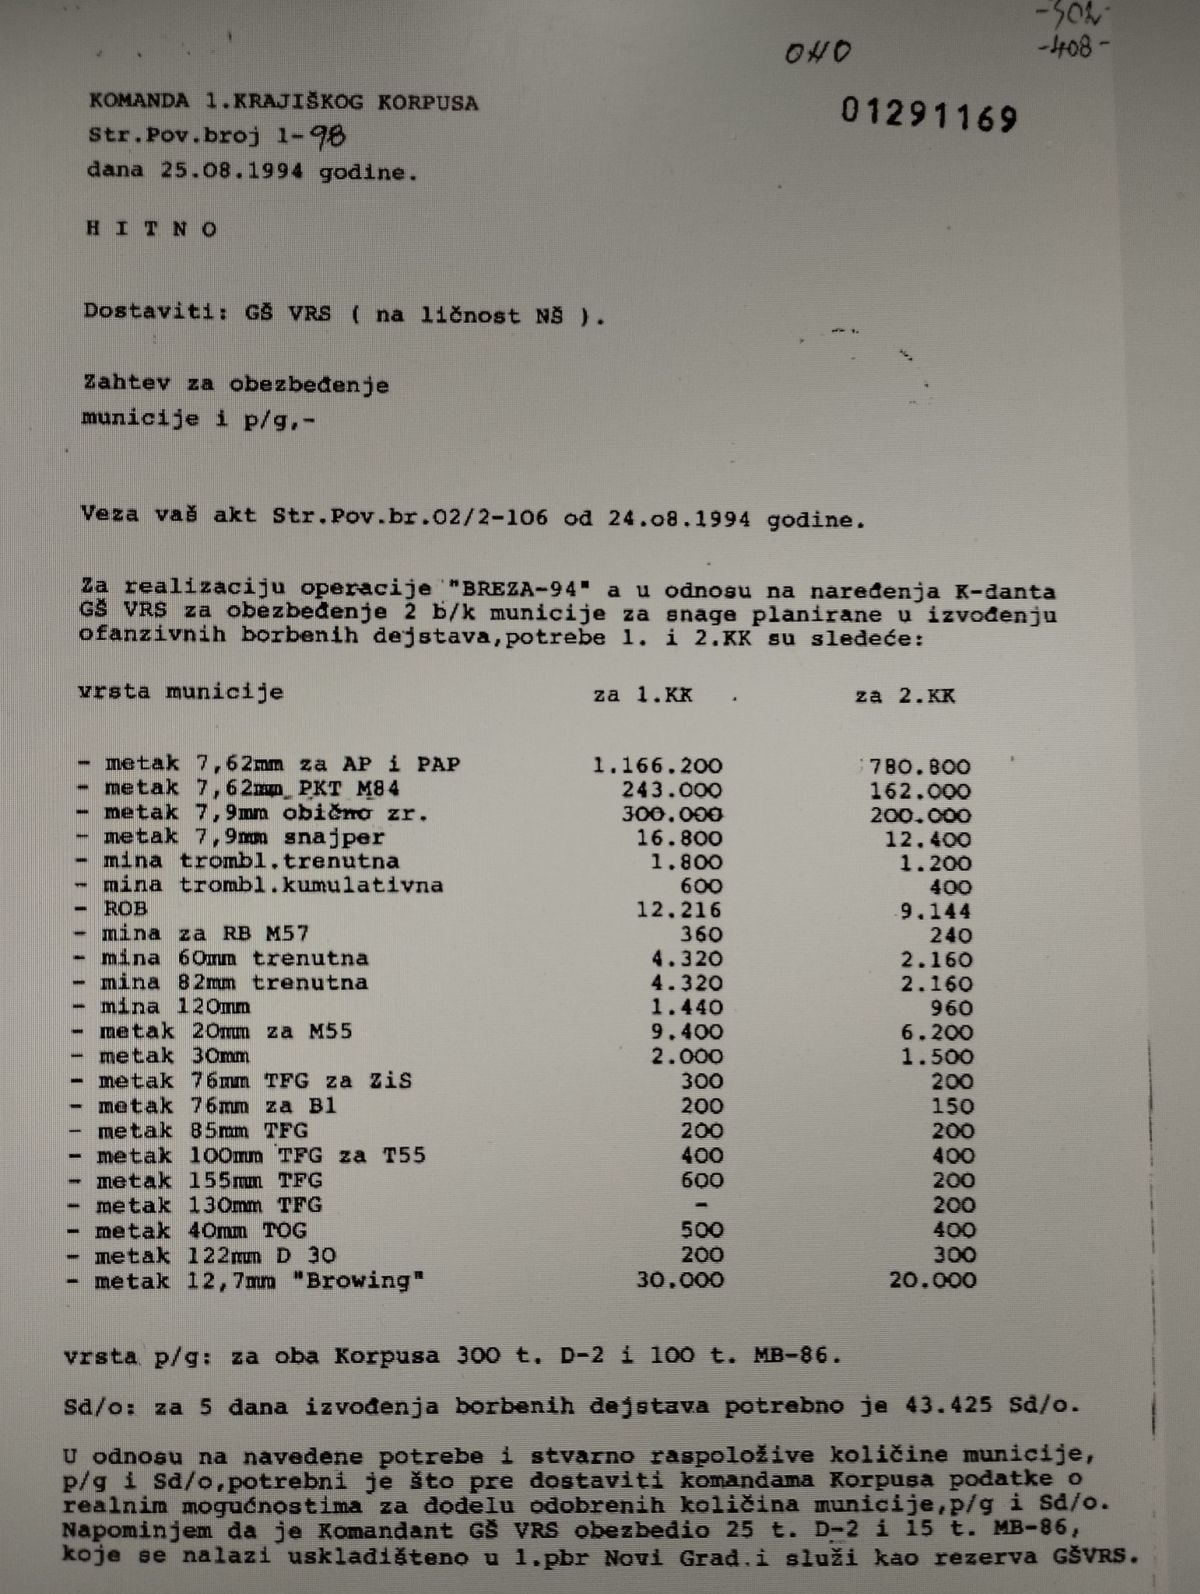 -408-
OHO
01291169
KOMANDA 1.KRAJIŠKOG KORPUSA
Str.Pov.broj 1-98
dana 25.08.1994 godine.
H I T N O
Dostaviti: GŠ VRS ( na ličnost NŠ ).
Zahtev za obezbeđenje
municije i p/g,-
Veza vaš akt Str.Pov.br.02/2-106 od 24.o8.1994 godine.
Za realizaciju operacije "BREZA-94" a u odnosu na naređenja K-danta
GŠ VRS za obezbeđenje 2 b/k municije za snage planirane u izvođenju
ofanzivnih borbenih dejstava,potrebe 1. i 2.KK su sledeće:
vrsta municije za 1.KK za 2.KK
- metak 7,62mm za AP i PAP 1.166.200 780.800
- metak 7,62mm PKT M84 243.000 162.000
- metak 7,9mm obično zr. 300.000 200.000
- metak 7,9mm snajper 16.800 12.400
- mina trombl.trenutna 1.800 1.200
- mina trombl.kumulativna 600 400
- ROB 12.216 9.144
- mina za RB M57 360 240
- mina 60mm trenutna 4.320 2.160
- mina 82mm trenutna 4.320 2.160
- mina 120mm 1.440 960
- metak 20mm za M55 9.400 6.200
- metak 30mm 2.000 1.500
- metak 76mm TFG za ZiS 300 200
- metak 76mm za B1 200 150
- metak 85mm TFG 200 200
- metak 100mm TFG za T55 400 400
- metak 155mm TFG 600 200
- metak 130mm TFG - 200
- metak 40mm TOG 500 400
- metak 122mm D 30 200 300
- metak 12,7mm "Browing" 30.000 20.000
vrsta p/g: za oba Korpusa 300 t. D-2 i 100 t. MB-86.
Sd/o: za 5 dana izvođenja borbenih dejstava potrebno je 43.425 Sd/o.
U odnosu na navedene potrebe i stvarno raspoložive količine municije,
p/g i Sd/o,potrebni je što pre dostaviti komandama Korpusa podatke o
realnim mogućnostima za dodelu odobrenih količina municije,p/g i Sd/o.
Napominjem da je Komandant GŠ VRS obezbedio 25 t. D-2 i 15 t. MB-86,
koje se nalazi uskladišteno u 1.pbr Novi Grad.i služi kao rezerva GŠVRS.